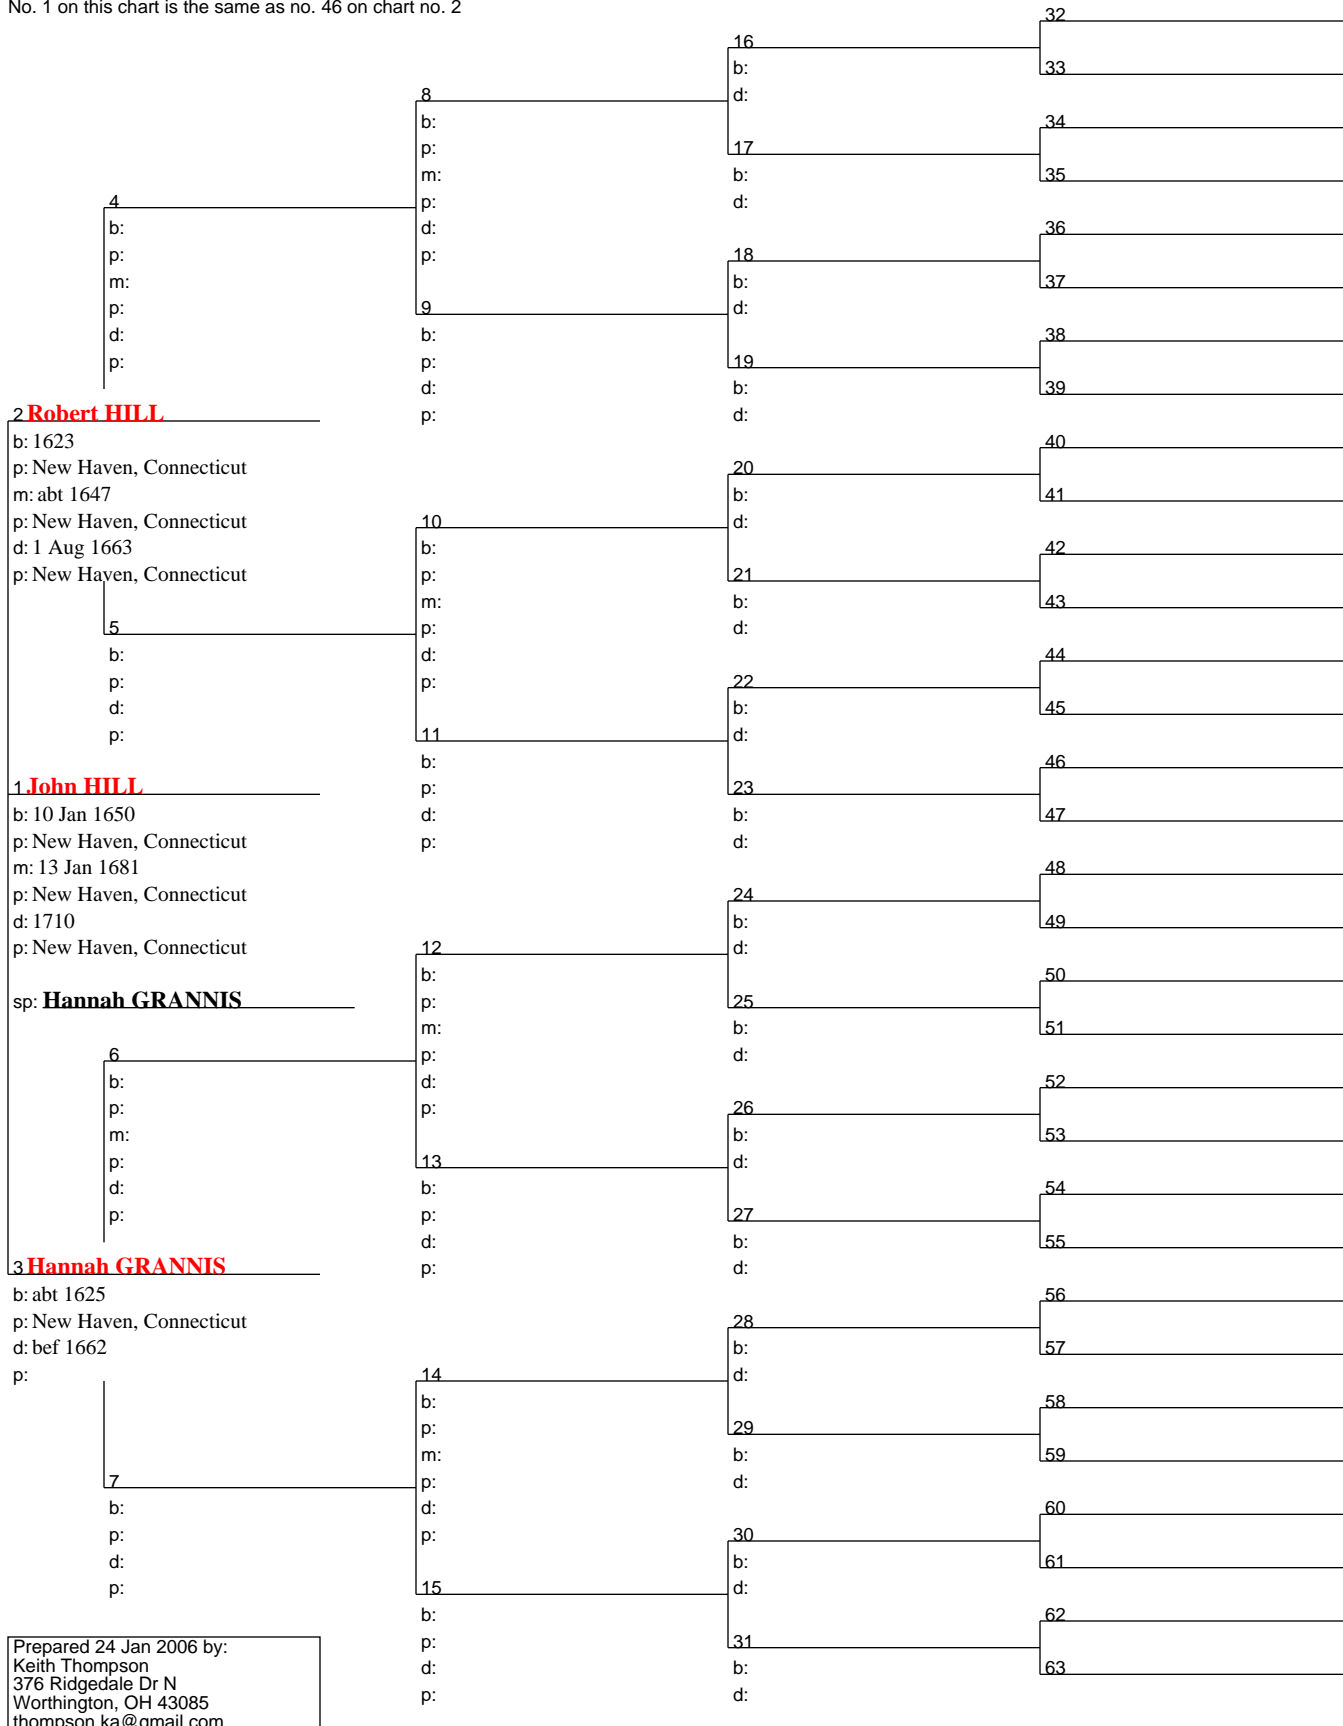 No. 1 on this chart is the same as no. 46 on chart no. 2
2 Robert HILL
b: 1623
p: New Haven, Connecticut
m: abt 1647
p: New Haven, Connecticut
d: 1 Aug 1663
p: New Haven, Connecticut
1 John HILL
b: 10 Jan 1650
p: New Haven, Connecticut
m: 13 Jan 1681
p: New Haven, Connecticut
d: 1710
p: New Haven, Connecticut
sp: Hannah GRANNIS
3 Hannah GRANNIS
b: abt 1625
p: New Haven, Connecticut
d: bef 1662
p:
4
b:
p:
m:
p:
d:
p:
5
b:
p:
d:
p:
6
b:
p:
m:
p:
d:
p:
7
b:
p:
d:
p:
8
b:
p:
m:
p:
d:
p:
9
b:
p:
d:
p:
10
b:
p:
m:
p:
d:
p:
11
b:
p:
d:
p:
12
b:
p:
m:
p:
d:
p:
13
b:
p:
d:
p:
14
b:
p:
m:
p:
d:
p:
15
b:
p:
d:
p:
16
b:
d:
17
b:
d:
18
b:
d:
19
b:
d:
20
b:
d:
21
b:
d:
22
b:
d:
23
b:
d:
24
b:
d:
25
b:
d:
26
b:
d:
27
b:
d:
28
b:
d:
29
b:
d:
30
b:
d:
31
b:
d:
32
33
34
35
36
37
38
39
40
41
42
43
44
45
46
47
48
49
50
51
52
53
54
55
56
57
58
59
60
61
62
63
Prepared 24 Jan 2006 by:
Keith Thompson
376 Ridgedale Dr N
Worthington, OH 43085
thompson.ka@gmail.com